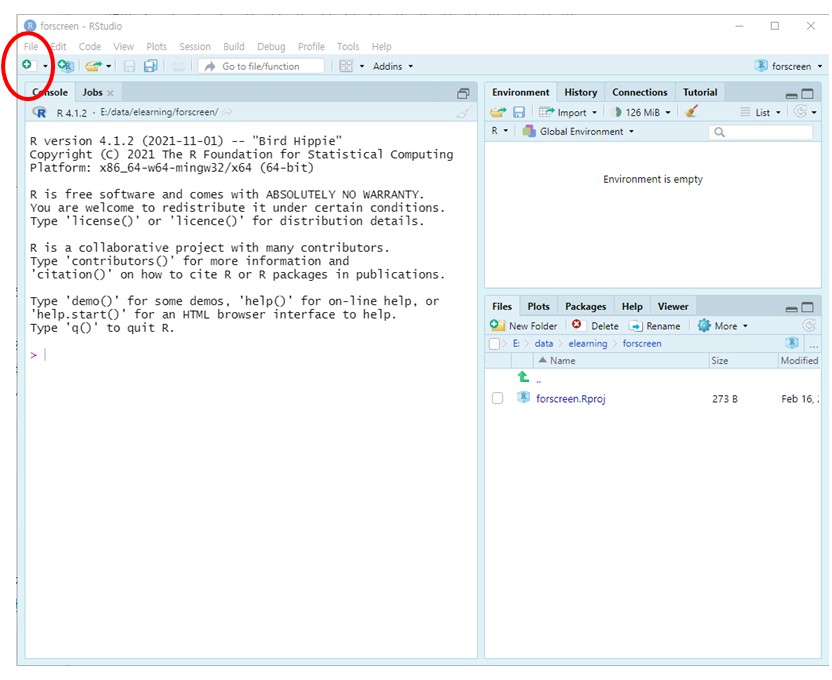 forscreen - RStudio
File Edit Code View Plots Session Build Debug Profile Tools Help
Go to file/function Addins forscreen
Console Jobs
R 4.1.2 · E:/data/elearning/forscreen/
R version 4.1.2 (2021-11-01) -- "Bird Hippie"
Copyright (C) 2021 The R Foundation for Statistical Computing
Platform: x86_64-w64-mingw32/x64 (64-bit)
R is free software and comes with ABSOLUTELY NO WARRANTY.
You are welcome to redistribute it under certain conditions.
Type 'license()' or 'licence()' for distribution details.
R is a collaborative project with many contributors.
Type 'contributors()' for more information and
'citation()' on how to cite R or R packages in publications.
Type 'demo()' for some demos, 'help()' for on-line help, or
'help.start()' for an HTML browser interface to help.
Type 'q()' to quit R.
>
Environment History Connections Tutorial
Import 126 MiB List
R Global Environment
Environment is empty
Files Plots Packages Help Viewer
New Folder Delete Rename More
E: data elearning forscreen ...
Name Size Modified
..
forscreen.Rproj 273 B Feb 16,